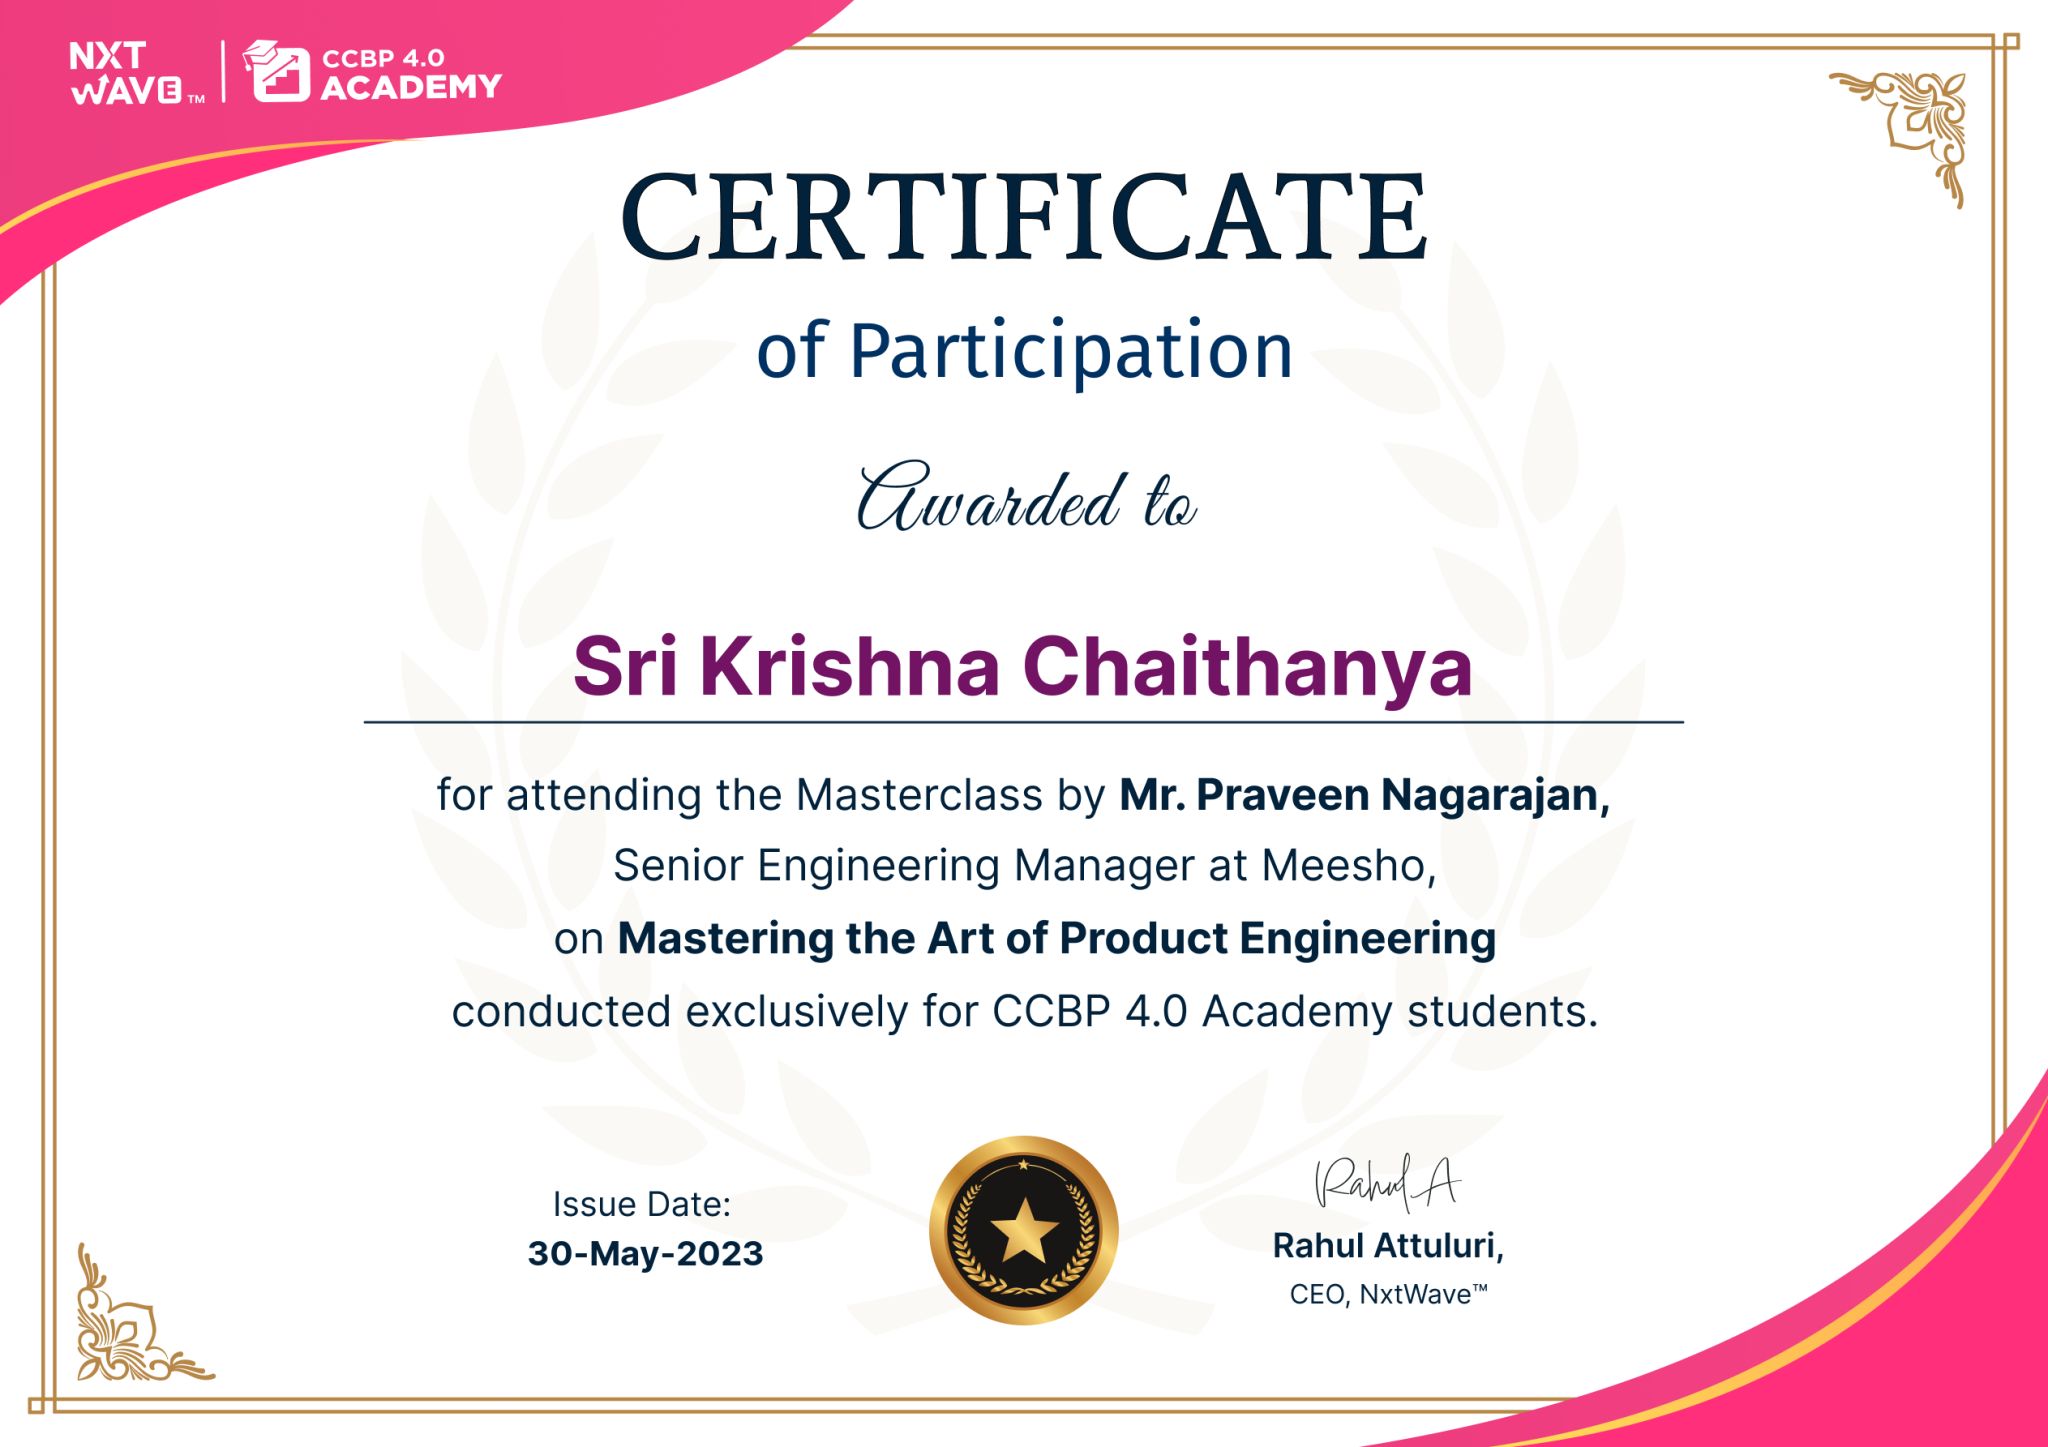 NXT
WAVE™
CCBP 4.0
ACADEMY
CERTIFICATE
of Participation
Awarded to
Sri Krishna Chaithanya
for attending the Masterclass by Mr. Praveen Nagarajan,
Senior Engineering Manager at Meesho,
on Mastering the Art of Product Engineering
conducted exclusively for CCBP 4.0 Academy students.
Issue Date:
30-May-2023
Rahul A
Rahul Attuluri,
CEO, NxtWave™